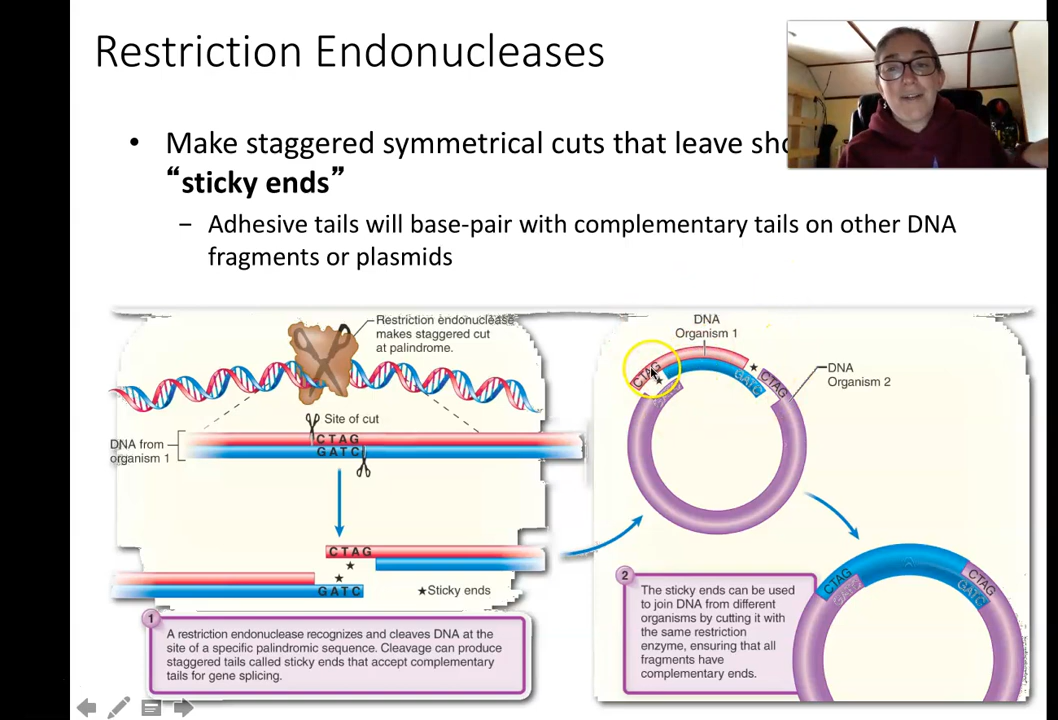 Restriction Endonucleases
• Make staggered symmetrical cuts that leave
“sticky ends”
– Adhesive tails will base-pair with complementary tails on other DNA
fragments or plasmids
Restriction endonuclease
makes staggered cut
at palindrome.
Site of cut
DNA from
organism 1
CTAG
GATC
CTAG
GATC
★Sticky ends
1
A restriction endonuclease recognizes and cleaves DNA at the
site of a specific palindromic sequence. Cleavage can produce
staggered tails called sticky ends that accept complementary
tails for gene splicing.
DNA
Organism 1
CTAG
GATC
CTAG
DNA
Organism 2
2
The sticky ends can be used
to join DNA from different
organisms by cutting it with
the same restriction
enzyme, ensuring that all
fragments have
complementary ends.
CTAG
GATC
CTAG
GATC